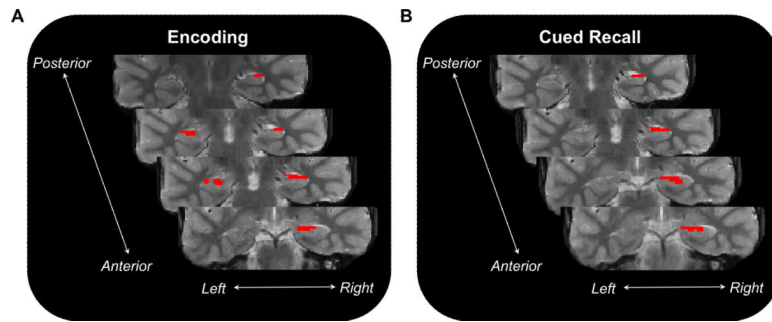 A
Encoding
Posterior
Anterior
Left
Right
B
Cued Recall
Posterior
Anterior
Left
Right